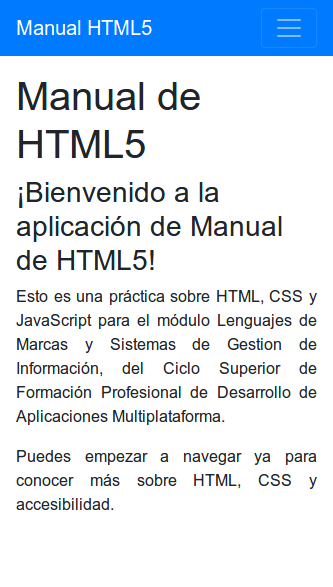 Manual HTML5
Manual de
HTML5
¡Bienvenido a la
aplicación de Manual
de HTML5!
Esto es una práctica sobre HTML, CSS y
JavaScript para el módulo Lenguajes de
Marcas y Sistemas de Gestion de
Información, del Ciclo Superior de
Formación Profesional de Desarrollo de
Aplicaciones Multiplataforma.
Puedes empezar a navegar ya para
conocer más sobre HTML, CSS y
accesibilidad.